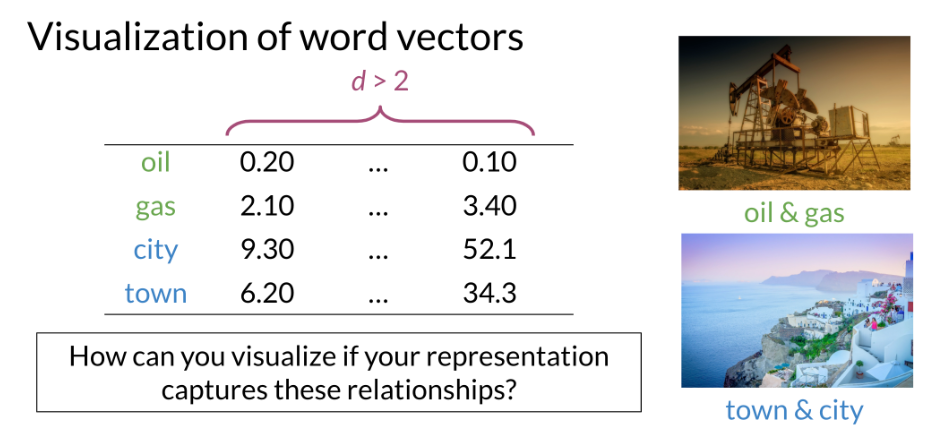 Visualization of word vectors
d > 2
oil 0.20 ... 0.10
gas 2.10 ... 3.40
city 9.30 ... 52.1
town 6.20 ... 34.3
How can you visualize if your representation
captures these relationships?
oil & gas
town & city